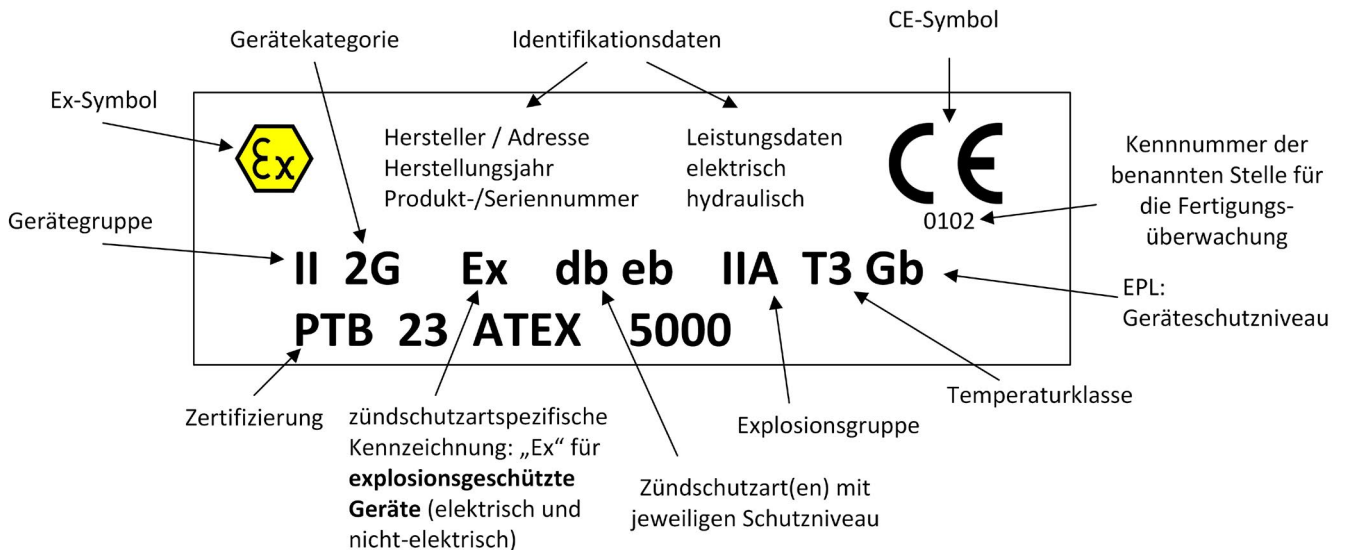 CE-Symbol
Gerätekategorie
Identifikationsdaten
Ex-Symbol
Ex
Hersteller / Adresse
Herstellungsjahr
Produkt-/Seriennummer
Leistungsdaten
elektrisch
hydraulisch
CE
0102
Kennnummer der
benannten Stelle für
die Fertigungs-
überwachung
Gerätegruppe
II 2G Ex db eb IIA T3 Gb
PTB 23 ATEX 5000
EPL:
Geräteschutzniveau
Zertifizierung
zündschutzartspezifische
Kennzeichnung: „Ex“ für
explosionsgeschützte
Geräte (elektrisch und
nicht-elektrisch)
Zündschutzart(en) mit
jeweiligen Schutzniveau
Explosionsgruppe
Temperaturklasse